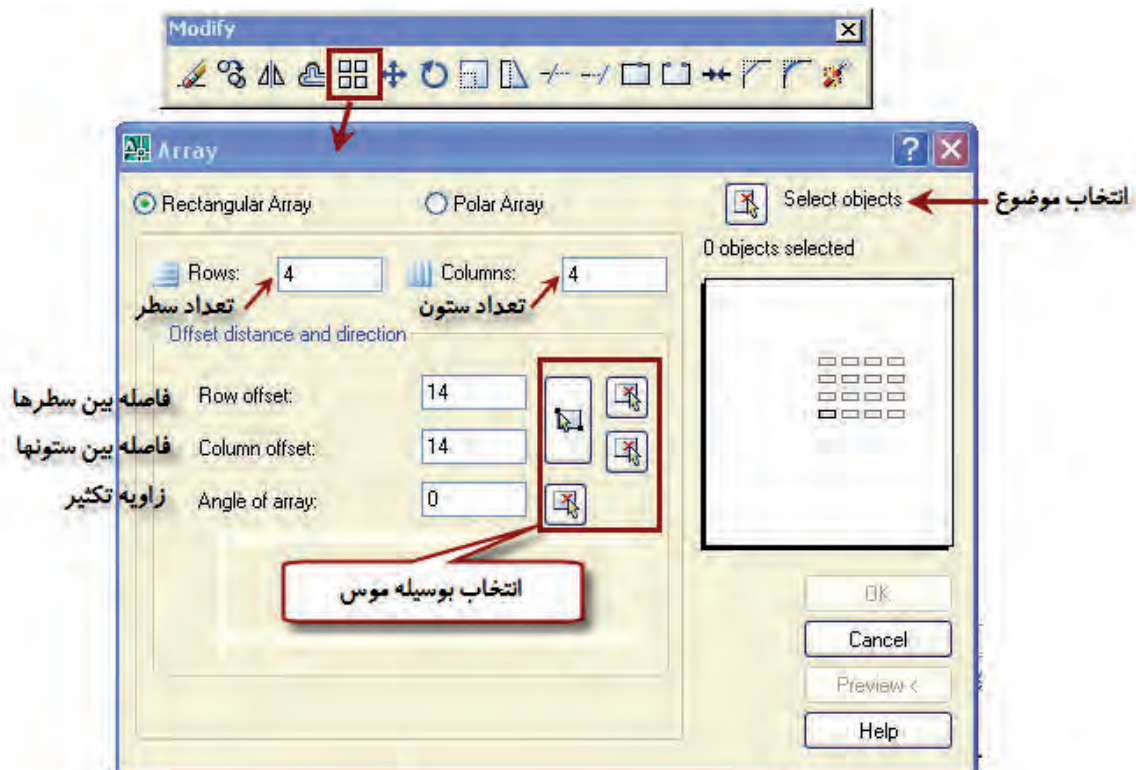 Modify
Array
Rectangular Array
Polar Array
Select objects
انتخاب موضوع
0 objects selected
Rows:
4
Columns:
4
تعداد سطر
تعداد ستون
Offset distance and direction
فاصله بین سطرها
Row offset:
14
فاصله بین ستونها
Column offset:
14
زاویه تکثیر
Angle of array:
0
انتخاب بوسیله موس
OK
Cancel
Preview <
Help